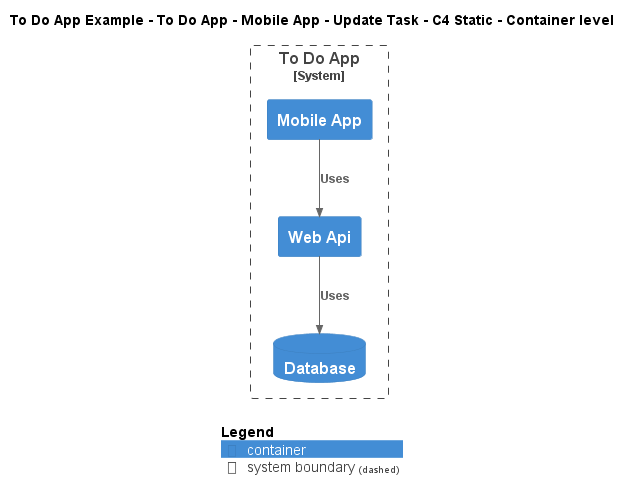 To Do App Example - To Do App - Mobile App - Update Task - C4 Static - Container level
To Do App
[System]
Mobile App
Uses
Web Api
Uses
Database
Legend
container
system boundary (dashed)